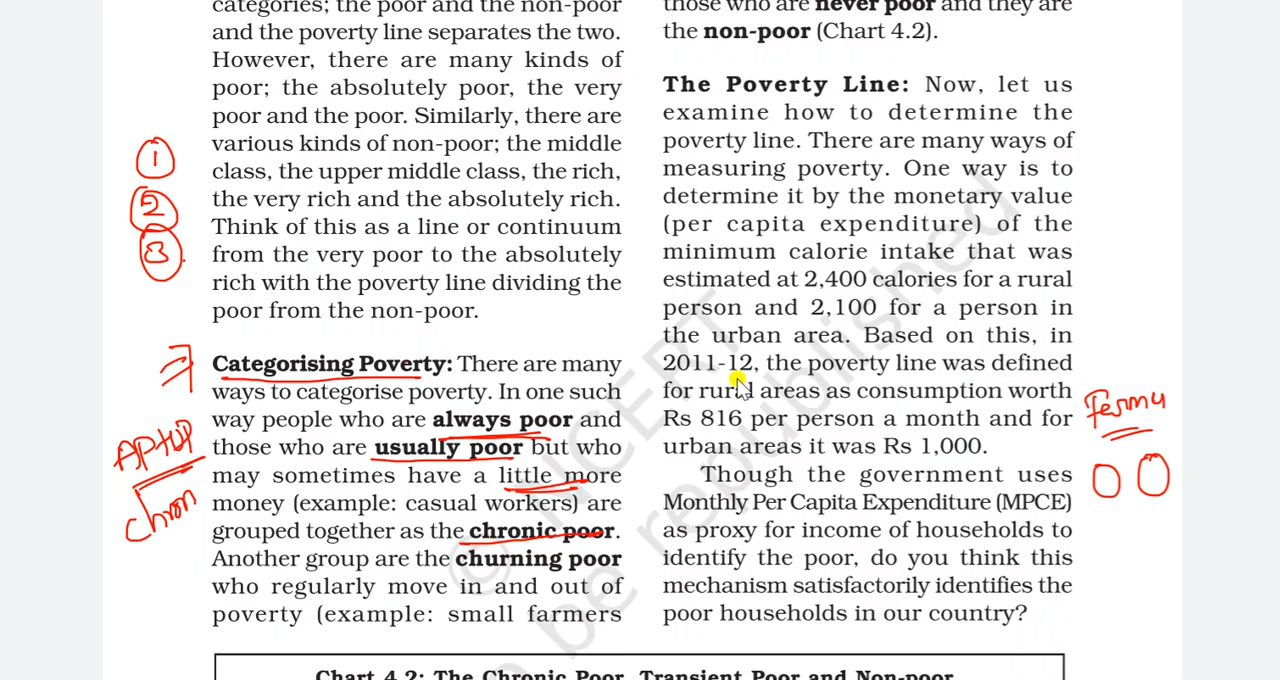 categories; the poor and the non-poor
and the poverty line separates the two.
However, there are many kinds of
poor; the absolutely poor, the very
poor and the poor. Similarly, there are
various kinds of non-poor; the middle
class, the upper middle class, the rich,
the very rich and the absolutely rich.
Think of this as a line or continuum
from the very poor to the absolutely
rich with the poverty line dividing the
poor from the non-poor.
1
2
3
Categorising Poverty: There are many
ways to categorise poverty. In one such
way people who are always poor and
those who are usually poor but who
may sometimes have a little more
money (example: casual workers) are
grouped together as the chronic poor.
Another group are the churning poor
who regularly move in and out of
poverty (example: small farmers
AP+UP
Chron
those who are never poor and they are
the non-poor (Chart 4.2).
The Poverty Line: Now, let us
examine how to determine the
poverty line. There are many ways of
measuring poverty. One way is to
determine it by the monetary value
(per capita expenditure) of the
minimum calorie intake that was
estimated at 2,400 calories for a rural
person and 2,100 for a person in
the urban area. Based on this, in
2011-12, the poverty line was defined
for rural areas as consumption worth
Rs 816 per person a month and for
urban areas it was Rs 1,000.
Though the government uses
Monthly Per Capita Expenditure (MPCE)
as proxy for income of households to
identify the poor, do you think this
mechanism satisfactorily identifies the
poor households in our country?
Chart 4.2: The Chronic Poor, Transient Poor and Non-poor
© NCERT
be republished